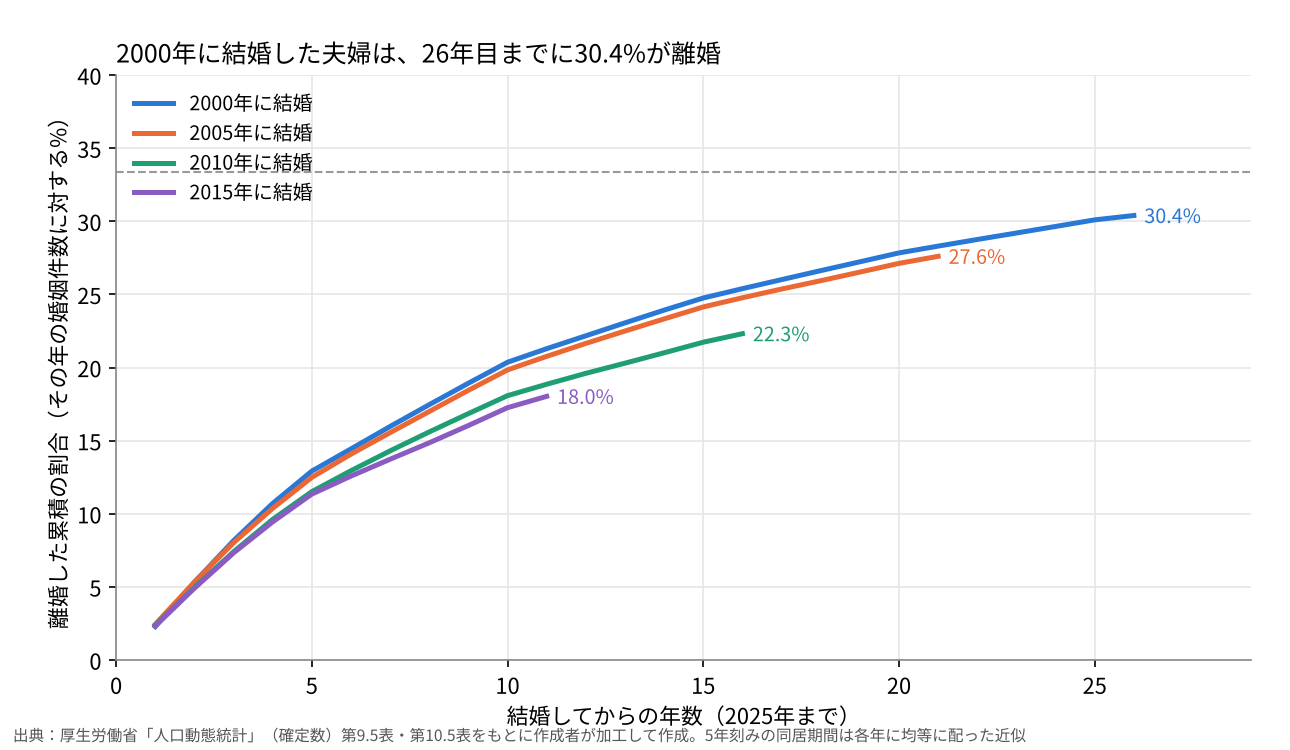 2000年に結婚した夫婦は、26年目までに30.4%が離婚
離婚した累積の割合（その年の婚姻件数に対する%）
40
35
30
25
20
15
10
5
0
2000年に結婚
2005年に結婚
2010年に結婚
2015年に結婚
30.4%
27.6%
22.3%
18.0%
0 5 10 15 20 25
結婚してからの年数（2025年まで）
出典：厚生労働省「人口動態統計」（確定数）第9.5表・第10.5表をもとに作成者が加工して作成。5年刻みの同居期間は各年に均等に配った近似